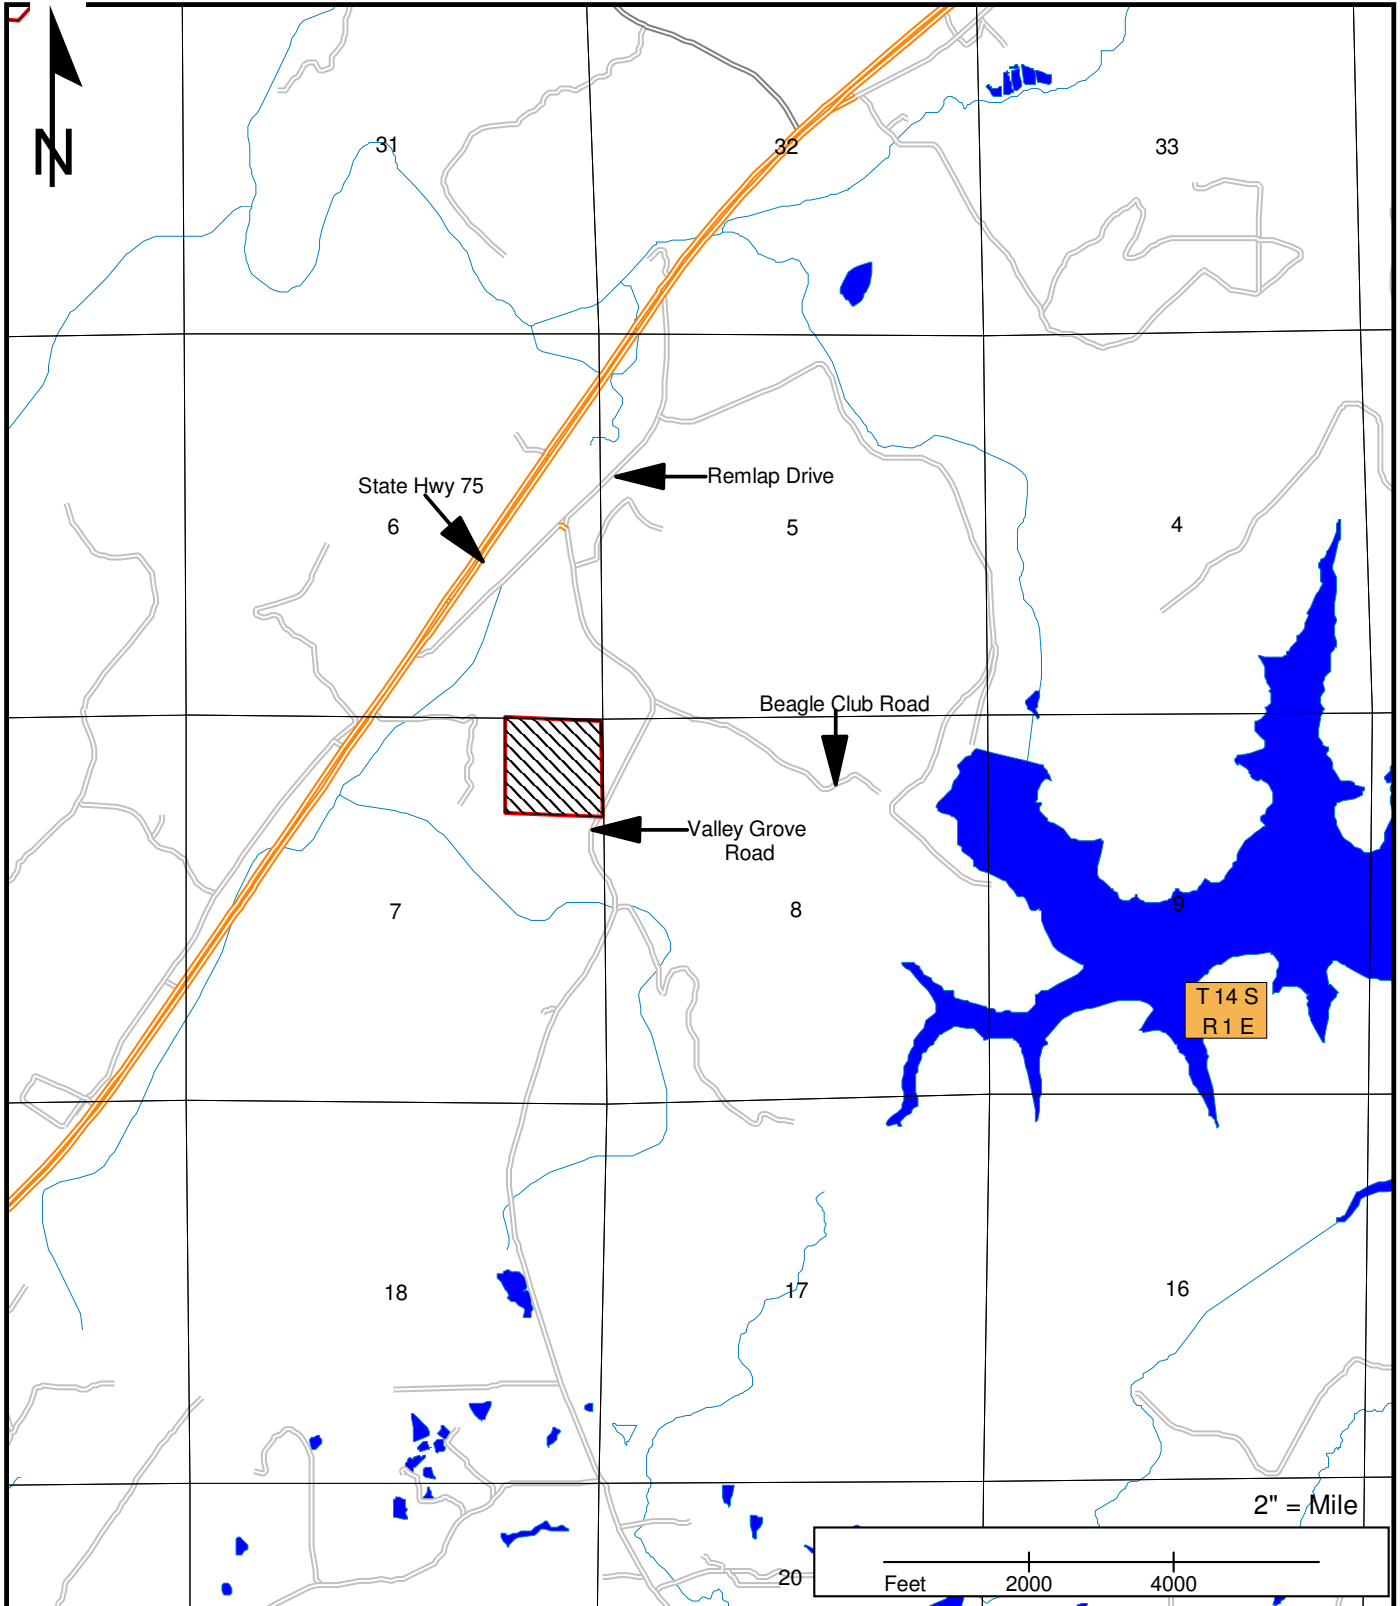 N
31
32
33
State Hwy 75
Remlap Drive
6
5
4
Beagle Club Road
Valley Grove
Road
7
8
9
T 14 S
R 1 E
18
17
16
2" = Mile
20
Feet 2000 4000